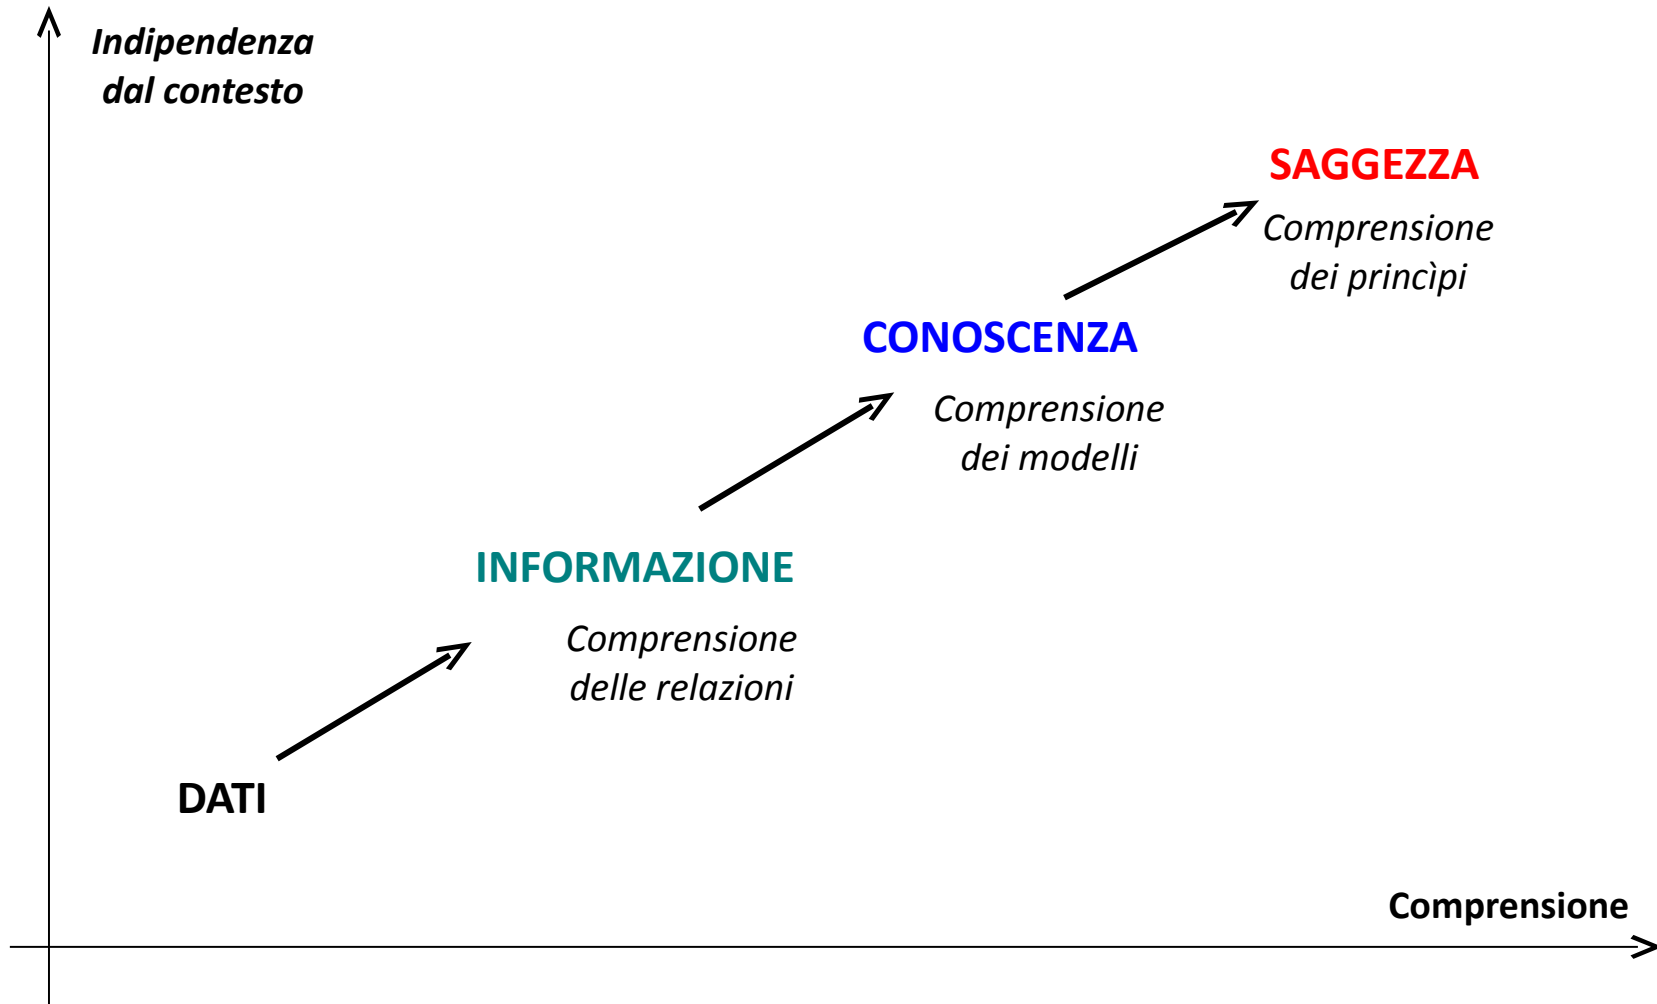 Indipendenza
dal contesto
SAGGEZZA
Comprensione
dei princìpi
CONOSCENZA
Comprensione
dei modelli
INFORMAZIONE
Comprensione
delle relazioni
DATI
Comprensione